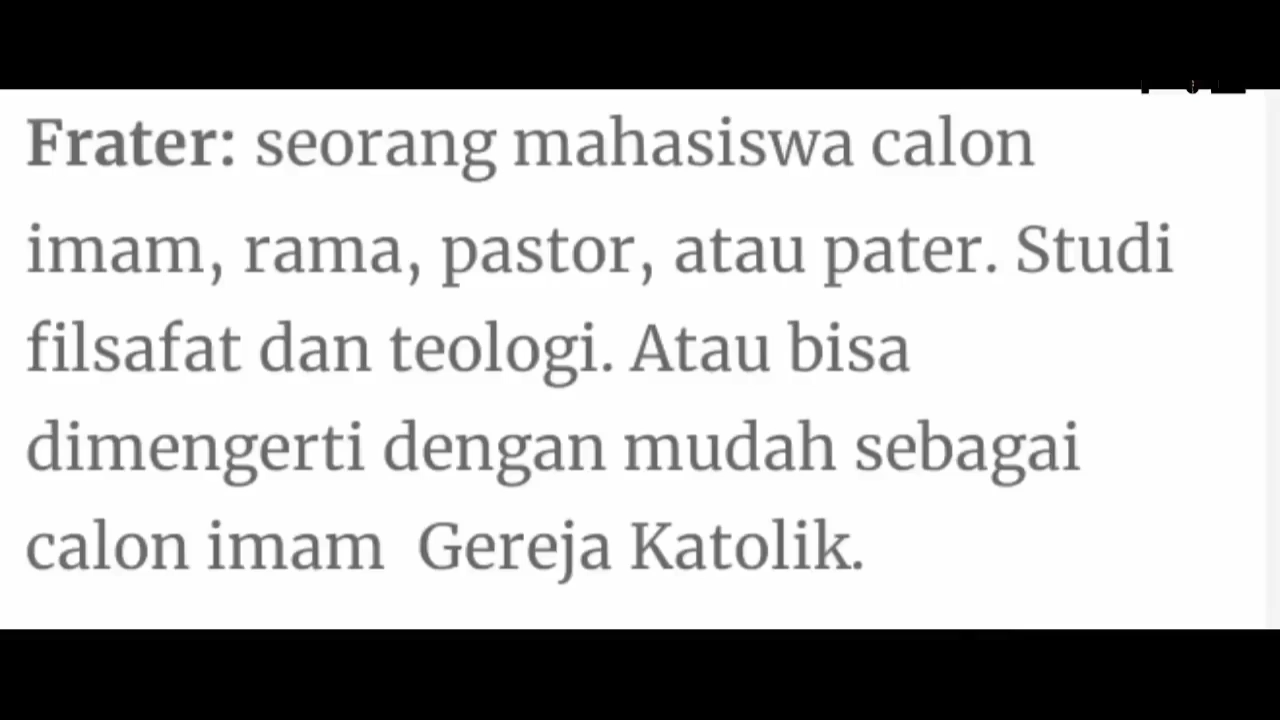 Frater: seorang mahasiswa calon
imam, rama, pastor, atau pater. Studi
filsafat dan teologi. Atau bisa
dimengerti dengan mudah sebagai
calon imam  Gereja Katolik.